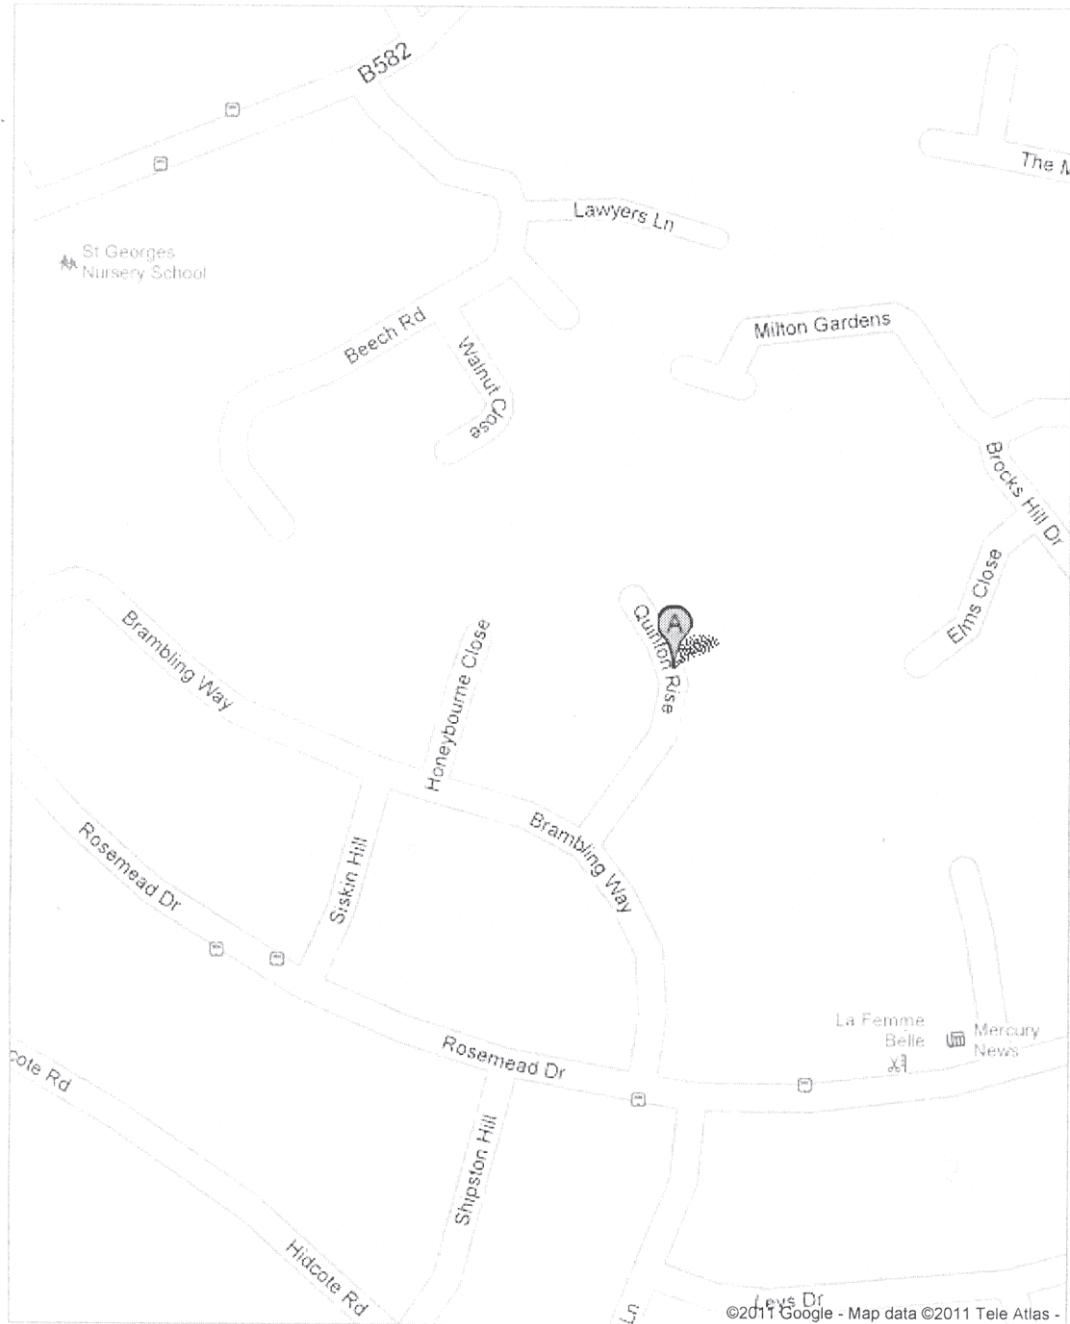 B582
The M
Lawyers Ln
St Georges
Nursery School
Milton Gardens
Beech Rd
Walnut Close
Brocks Hill Dr
Elms Close
Quinton Rise
A
Brambling Way
Honeybourne Close
Brambling Way
Rosemead Dr
Siskin Hill
La Femme
Belle
Mercury
News
Rosemead Dr
cote Rd
Shipston Hill
Hidcote Rd
Leys Dr
Ln
©2011 Google - Map data ©2011 Tele Atlas -